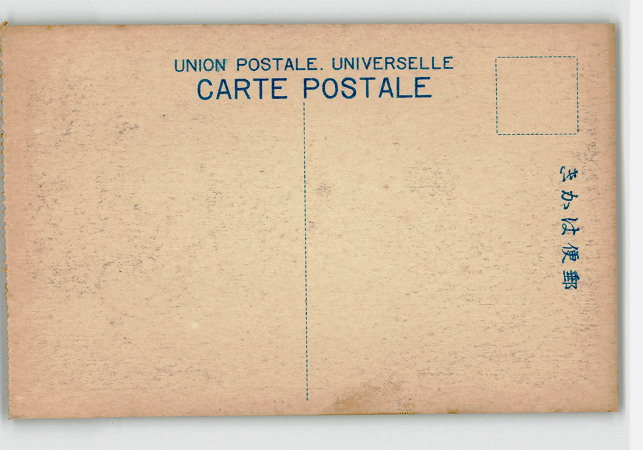 UNION POSTALE. UNIVERSELLE
CARTE POSTALE
きかは便郵